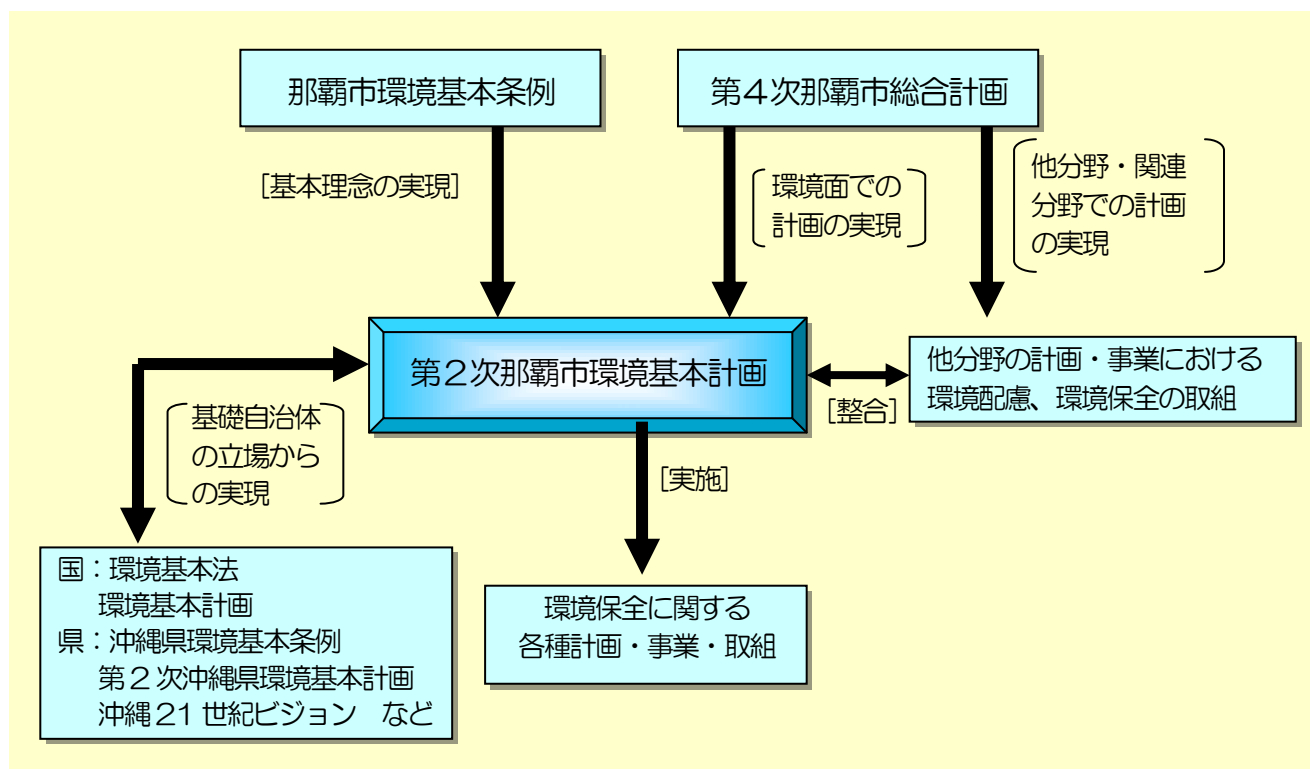 那覇市環境基本条例
第4次那覇市総合計画
[基本理念の実現]
環境面での
計画の実現
他分野・関連
分野での計画
の実現
第2次那覇市環境基本計画
他分野の計画・事業における
環境配慮、環境保全の取組
[整合]
基礎自治体
の立場から
の実現
[実施]
国：環境基本法
環境基本計画
県：沖縄県環境基本条例
第2次沖縄県環境基本計画
沖縄21世紀ビジョン　など
環境保全に関する
各種計画・事業・取組